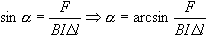 sin α = F/(BIΔl) ⇒ α = arcsin F/(BIΔl)